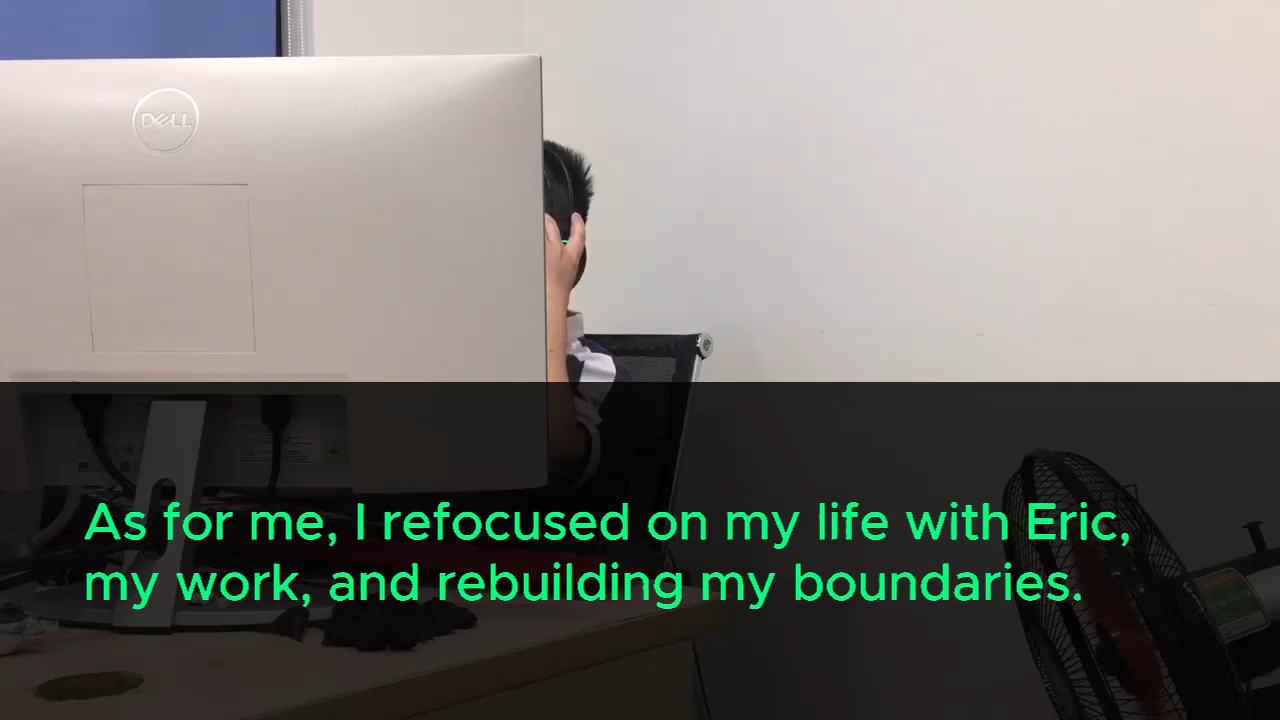 DELL
As for me, I refocused on my life with Eric,
my work, and rebuilding my boundaries.